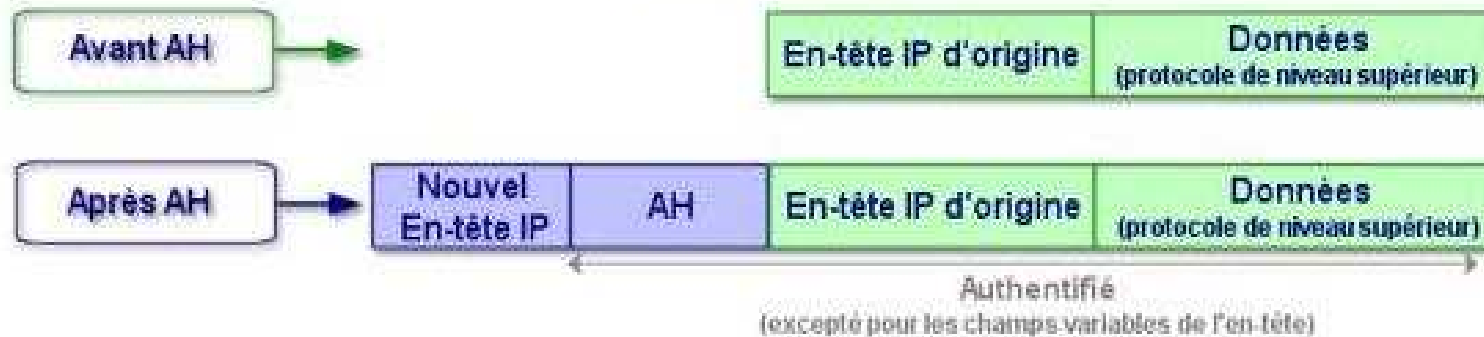 Avant AH
En-tête IP d'origine
Données
(protocole de niveau supérieur)
Après AH
Nouvel
En-tête IP
AH
En-tête IP d'origine
Données
(protocole de niveau supérieur)
Authentifié
(excepté pour les champs variables de l'en-tête)